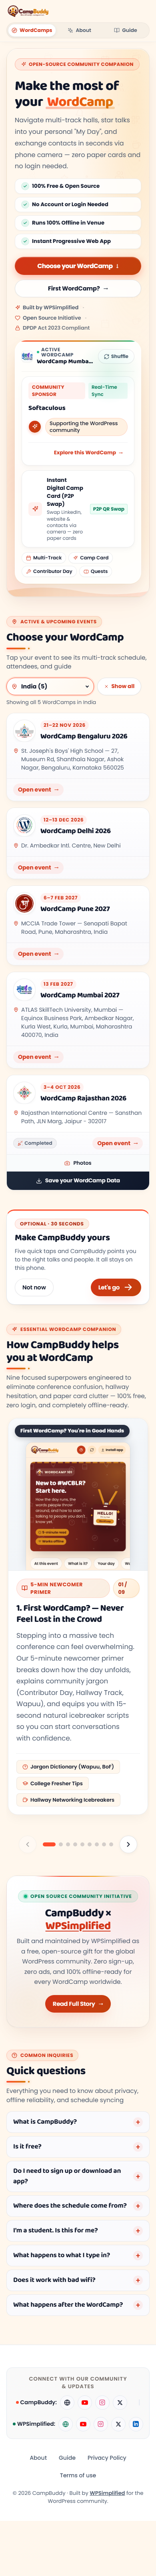 CampBuddy
WordCamps
About
Guide
OPEN-SOURCE COMMUNITY COMPANION
Make the most of
your WordCamp
Navigate multi-track halls, star talks
into your personal "My Day", and
exchange contacts in seconds via
phone camera — zero paper cards and
no login needed.
100% Free & Open Source
No Account or Login Needed
Runs 100% Offline in Venue
Instant Progressive Web App
Choose your WordCamp ↓
First WordCamp? →
Built by WPSimplified
Open Source Initiative
DPDP Act 2023 Compliant
ACTIVE
WORDCAMP
WordCamp Mumba...
Shuffle
COMMUNITY
SPONSOR
Real-Time
Sync
Softaculous
Supporting the WordPress
community
Explore this WordCamp →
Instant
Digital Camp
Card (P2P
Swap)
Swap LinkedIn,
website &
contacts via
camera — zero
paper cards
P2P QR Swap
Multi-Track
Camp Card
Contributor Day
Quests
ACTIVE & UPCOMING EVENTS
Choose your WordCamp
Tap your event to see its multi-track schedule,
attendees, and guide
India (5)
Show all
Showing all 5 WordCamps in India
21–22 NOV 2026
WordCamp Bengaluru 2026
St. Joseph's Boys' High School — 27,
Museum Rd, Shanthala Nagar, Ashok
Nagar, Bengaluru, Karnataka 560025
Open event →
12–13 DEC 2026
WordCamp Delhi 2026
Dr. Ambedkar Intl. Centre, New Delhi
Open event →
6–7 FEB 2027
WordCamp Pune 2027
MCCIA Trade Tower — Senapati Bapat
Road, Pune, Maharashtra, India
Open event →
13 FEB 2027
WordCamp Mumbai 2027
ATLAS SkillTech University, Mumbai —
Equinox Business Park, Ambedkar Nagar,
Kurla West, Kurla, Mumbai, Maharashtra
400070, India
Open event →
3–4 OCT 2026
WordCamp Rajasthan 2026
Rajasthan International Centre — Sansthan
Path, JLN Marg, Jaipur - 302017
Completed
Open event →
Photos
Save your WordCamp Data
OPTIONAL · 30 SECONDS
Make CampBuddy yours
Five quick taps and CampBuddy points you
to the right talks and people. It all stays on
this phone.
Not now
Let's go →
ESSENTIAL WORDCAMP COMPANION
How CampBuddy helps
you at WordCamp
Nine focused superpowers engineered to
eliminate conference confusion, hallway
hesitation, and paper card clutter — 100% free,
zero login, and completely offline-ready.
First WordCamp? You're in Good Hands
CampBuddy
Install app
New to #WCBLR?
Start here.
HELLO!
At this event
What is it?
Your day
5-MIN NEWCOMER
PRIMER
01 /
09
1. First WordCamp? — Never
Feel Lost in the Crowd
Stepping into a massive tech
conference can feel overwhelming.
Our 5-minute newcomer primer
breaks down how the day unfolds,
explains community jargon
(Contributor Day, Hallway Track,
Wapuu), and equips you with 15-
second natural icebreaker scripts
so you can start conversations
with confidence.
Jargon Dictionary (Wapuu, BoF)
College Fresher Tips
Hallway Networking Icebreakers
OPEN SOURCE COMMUNITY INITIATIVE
CampBuddy ×
WPSimplified
Built and maintained by WPSimplified as
a free, open-source gift for the global
WordPress community. Zero sign-up,
zero ads, and 100% offline-ready for
every WordCamp worldwide.
Read Full Story →
COMMON INQUIRIES
Quick questions
Everything you need to know about privacy,
offline reliability, and schedule syncing
What is CampBuddy?
Is it free?
Do I need to sign up or download an
app?
Where does the schedule come from?
I'm a student. Is this for me?
What happens to what I type in?
Does it work with bad wifi?
What happens after the WordCamp?
CONNECT WITH OUR COMMUNITY
& UPDATES
CampBuddy:
WPSimplified:
About
Guide
Privacy Policy
Terms of use
© 2026 CampBuddy · Built by WPSimplified for the
WordPress community.